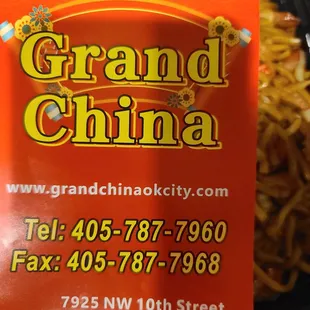 Grand
China
www.grandchinaokcity.com
Tel: 405-787-7960
Fax: 405-787-7968
7925 NW 10th Street